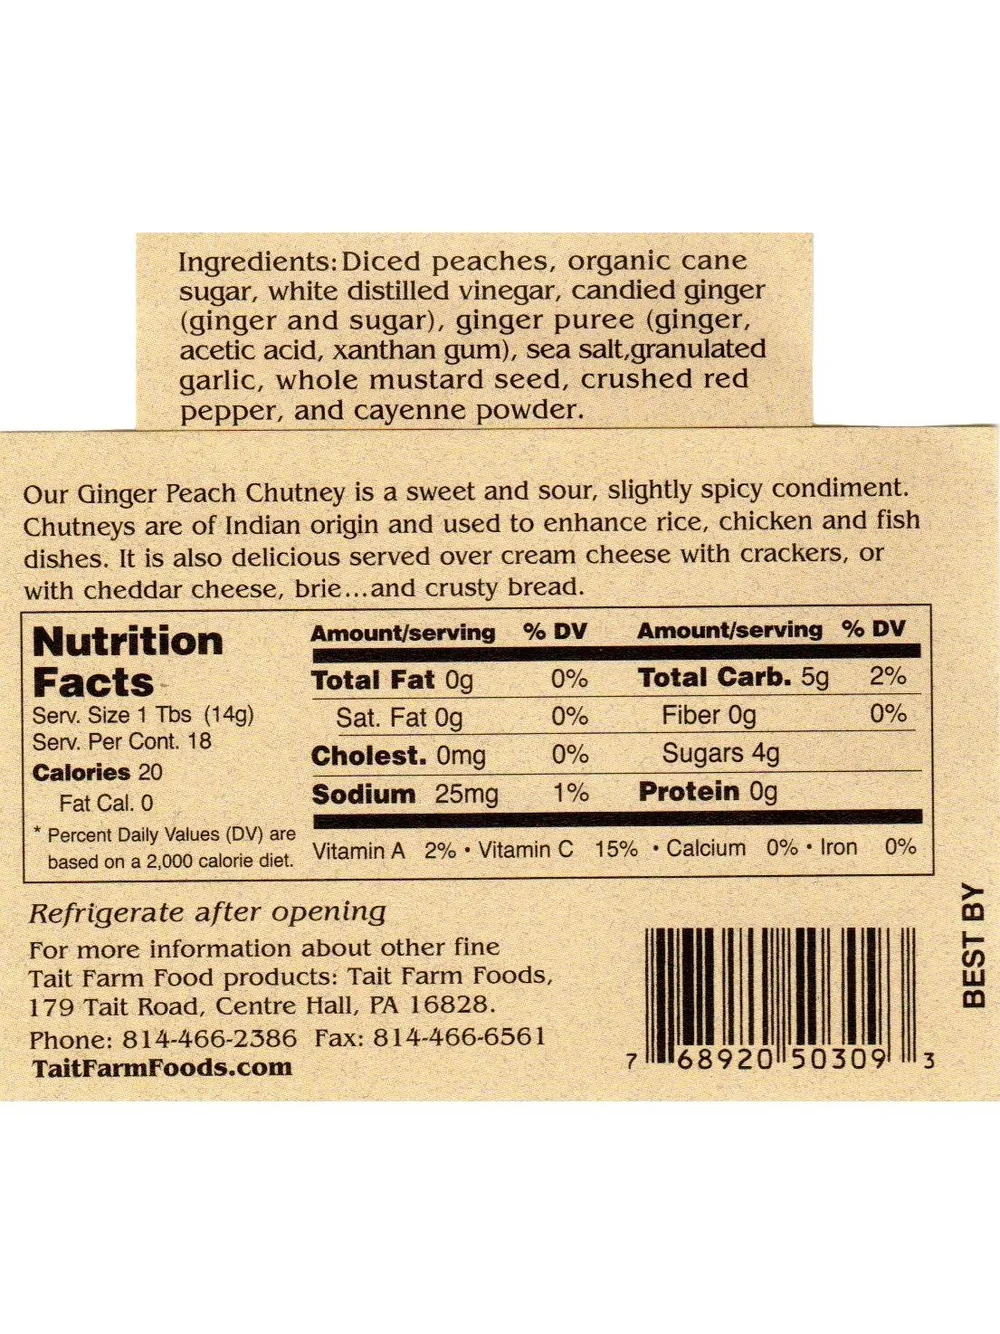 Ingredients: Diced peaches, organic cane
sugar, white distilled vinegar, candied ginger
(ginger and sugar), ginger puree (ginger,
acetic acid, xanthan gum), sea salt,granulated
garlic, whole mustard seed, crushed red
pepper, and cayenne powder.
Our Ginger Peach Chutney is a sweet and sour, slightly spicy condiment.
Chutneys are of Indian origin and used to enhance rice, chicken and fish
dishes. It is also delicious served over cream cheese with crackers, or
with cheddar cheese, brie...and crusty bread.
Nutrition
Facts
Serv. Size 1 Tbs (14g)
Serv. Per Cont. 18
Calories 20
Fat Cal. 0
* Percent Daily Values (DV) are
based on a 2,000 calorie diet.
Amount/serving % DV
Total Fat 0g 0%
Sat. Fat 0g 0%
Cholest. 0mg 0%
Sodium 25mg 1%
Amount/serving % DV
Total Carb. 5g 2%
Fiber 0g 0%
Sugars 4g
Protein 0g
Vitamin A 2% • Vitamin C 15% • Calcium 0% • Iron 0%
Refrigerate after opening
For more information about other fine
Tait Farm Food products: Tait Farm Foods,
179 Tait Road, Centre Hall, PA 16828.
Phone: 814-466-2386 Fax: 814-466-6561
TaitFarmFoods.com
7 68920 50309 3
BEST BY